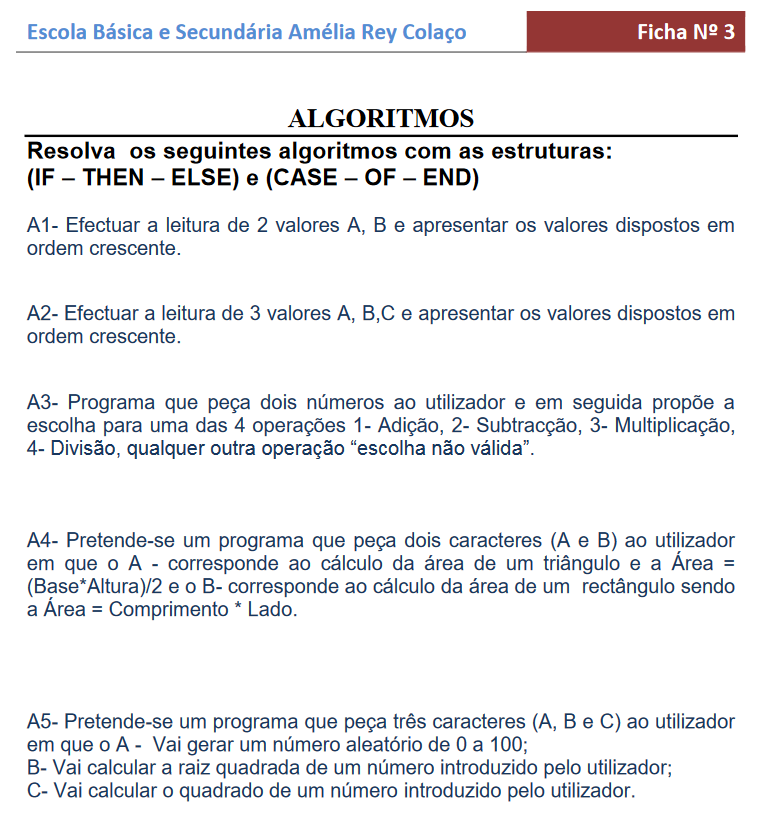 Escola Básica e Secundária Amélia Rey Colaço
Ficha Nº 3
ALGORITMOS
Resolva os seguintes algoritmos com as estruturas:
(IF – THEN – ELSE) e (CASE – OF – END)
A1- Efectuar a leitura de 2 valores A, B e apresentar os valores dispostos em
ordem crescente.
A2- Efectuar a leitura de 3 valores A, B,C e apresentar os valores dispostos em
ordem crescente.
A3- Programa que peça dois números ao utilizador e em seguida propõe a
escolha para uma das 4 operações 1- Adição, 2- Subtracção, 3- Multiplicação,
4- Divisão, qualquer outra operação “escolha não válida”.
A4- Pretende-se um programa que peça dois caracteres (A e B) ao utilizador
em que o A - corresponde ao cálculo da área de um triângulo e a Área =
(Base*Altura)/2 e o B- corresponde ao cálculo da área de um rectângulo sendo
a Área = Comprimento * Lado.
A5- Pretende-se um programa que peça três caracteres (A, B e C) ao utilizador
em que o A - Vai gerar um número aleatório de 0 a 100;
B- Vai calcular a raiz quadrada de um número introduzido pelo utilizador;
C- Vai calcular o quadrado de um número introduzido pelo utilizador.